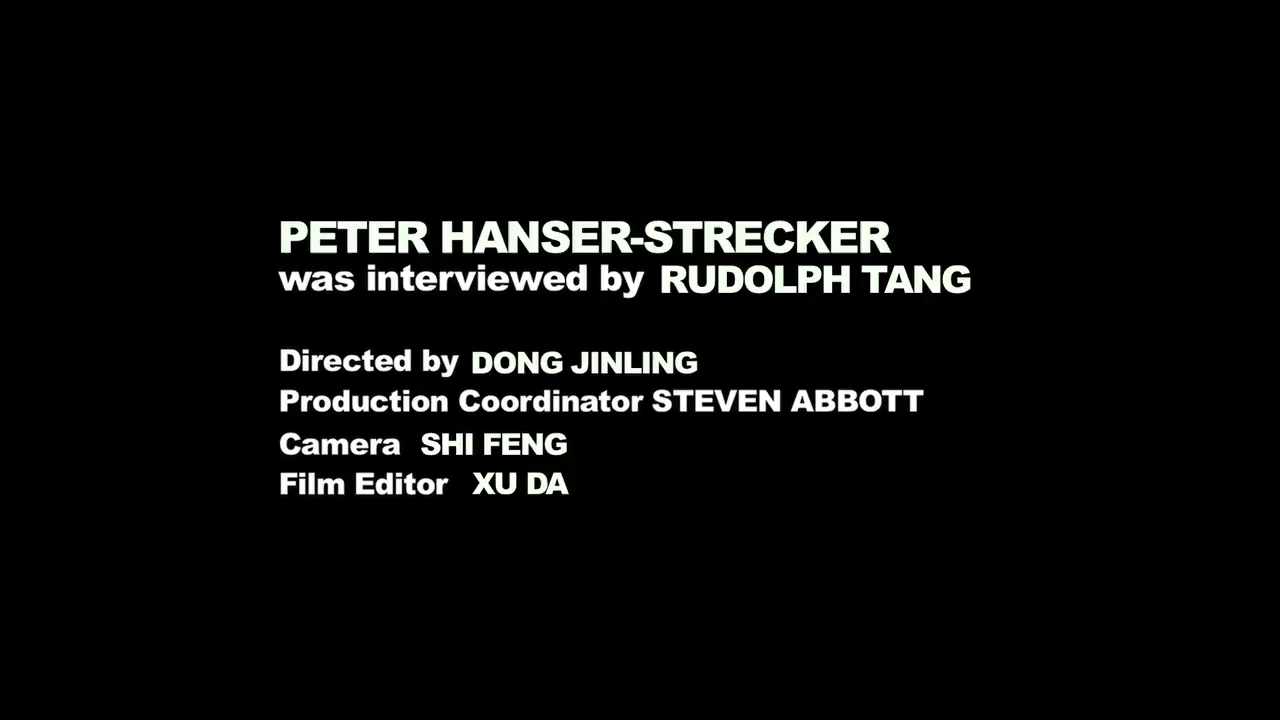 PETER HANSER-STRECKER
was interviewed by RUDOLPH TANG
Directed by DONG JINLING
Production Coordinator STEVEN ABBOTT
Camera SHI FENG
Film Editor XU DA